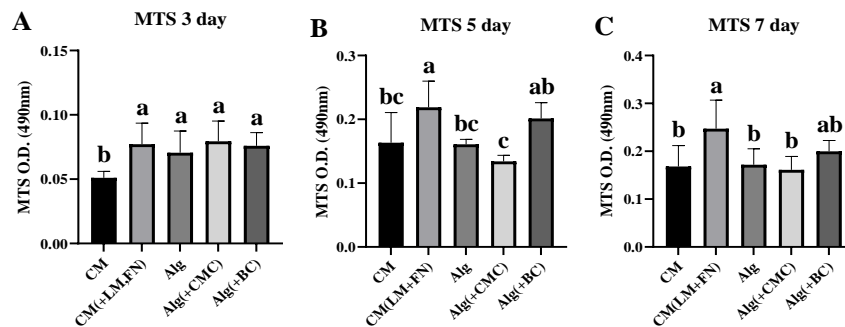 A
MTS 3 day
MTS O.D. (490nm)
0.15
0.10
0.05
0.00
b
a
a
a
a
CM
CM(+LM,FN)
Alg
Alg(+CMC)
Alg(+BC)
B
MTS 5 day
MTS O.D. (490nm)
0.3
0.2
0.1
0.0
bc
a
bc
c
ab
CM
CM(LM+FN)
Alg
Alg(+CMC)
Alg(+BC)
C
MTS 7 day
MTS O.D. (490nm)
0.4
0.3
0.2
0.1
0.0
b
a
b
b
ab
CM
CM(LM+FN)
Alg
Alg(+CMC)
Alg(+BC)